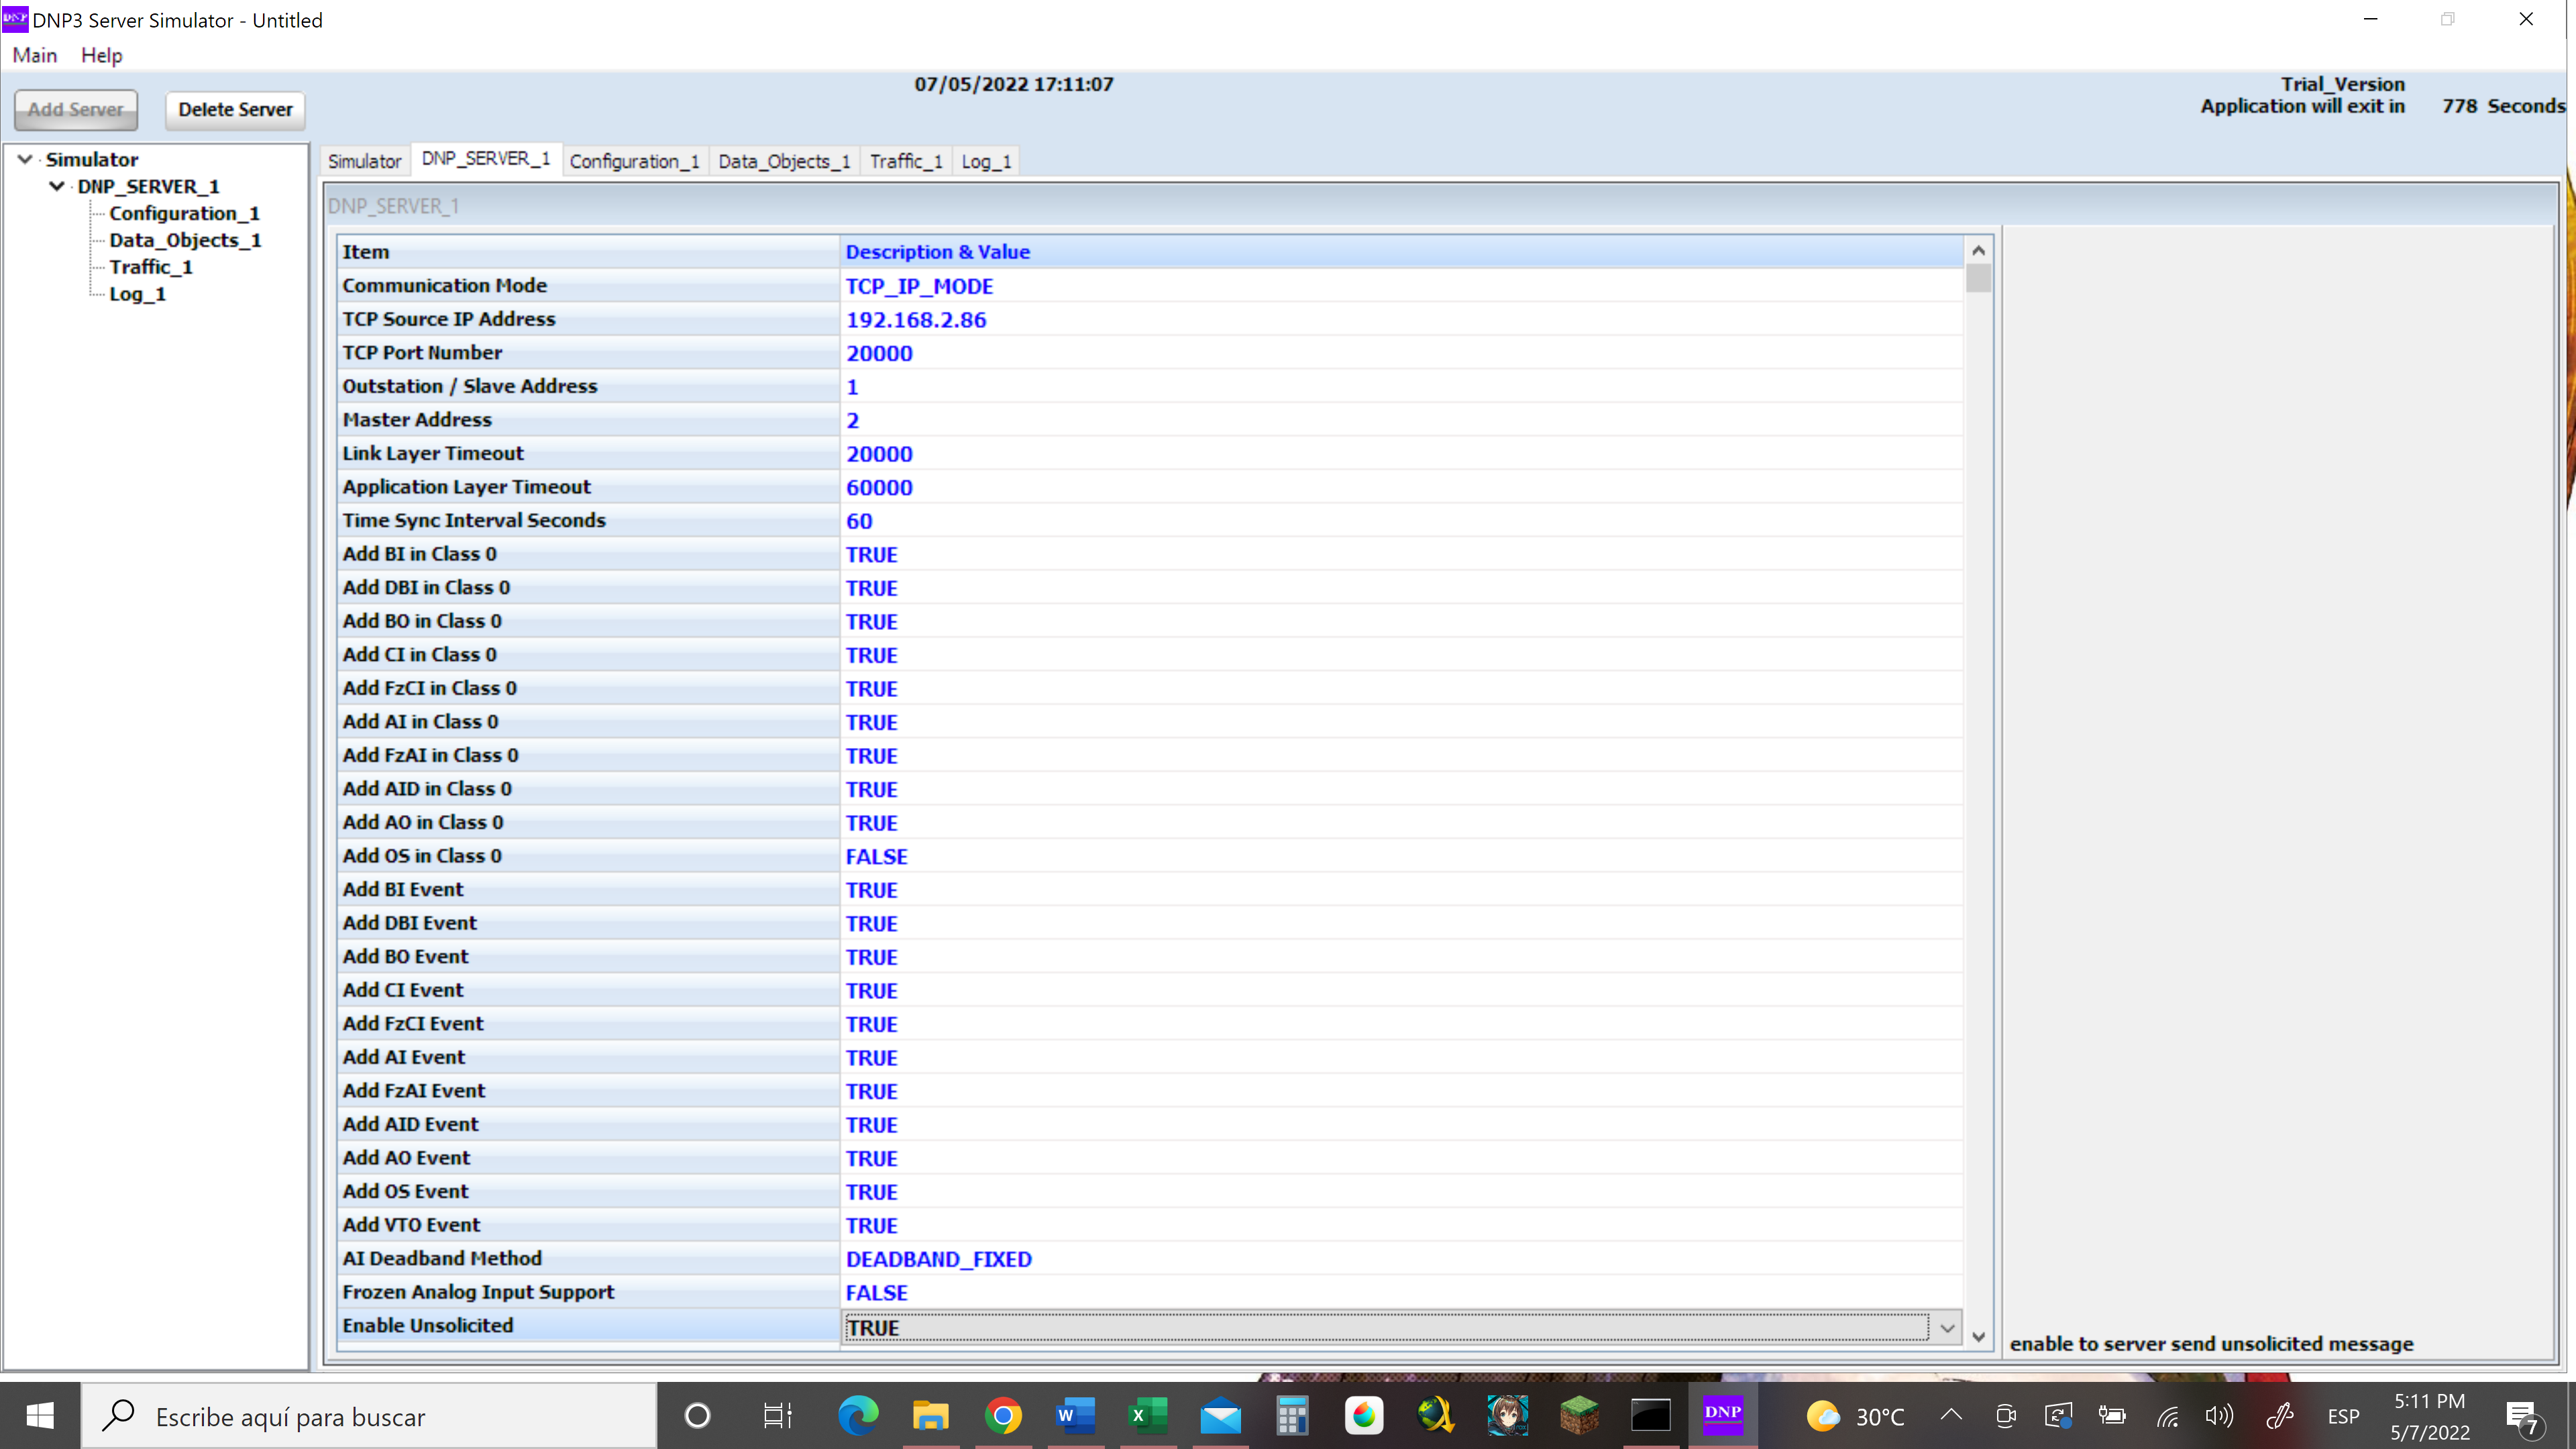 DNP DNP3 Server Simulator - Untitled
Main Help
07/05/2022 17:11:07
Trial_Version
Application will exit in 778 Seconds
Add Server Delete Server
Simulator
DNP_SERVER_1
Configuration_1
Data_Objects_1
Traffic_1
Log_1
Simulator DNP_SERVER_1 Configuration_1 Data_Objects_1 Traffic_1 Log_1
DNP_SERVER_1
Item Description & Value
Communication Mode TCP_IP_MODE
TCP Source IP Address 192.168.2.86
TCP Port Number 20000
Outstation / Slave Address 1
Master Address 2
Link Layer Timeout 20000
Application Layer Timeout 60000
Time Sync Interval Seconds 60
Add BI in Class 0 TRUE
Add DBI in Class 0 TRUE
Add BO in Class 0 TRUE
Add CI in Class 0 TRUE
Add FzCI in Class 0 TRUE
Add AI in Class 0 TRUE
Add FzAI in Class 0 TRUE
Add AID in Class 0 TRUE
Add AO in Class 0 TRUE
Add OS in Class 0 FALSE
Add BI Event TRUE
Add DBI Event TRUE
Add BO Event TRUE
Add CI Event TRUE
Add FzCI Event TRUE
Add AI Event TRUE
Add FzAI Event TRUE
Add AID Event TRUE
Add AO Event TRUE
Add OS Event TRUE
Add VTO Event TRUE
AI Deadband Method DEADBAND_FIXED
Frozen Analog Input Support FALSE
Enable Unsolicited TRUE
enable to server send unsolicited message
Escribe aquí para buscar
W
X
DNP
30°C
ESP
5:11 PM
5/7/2022
7